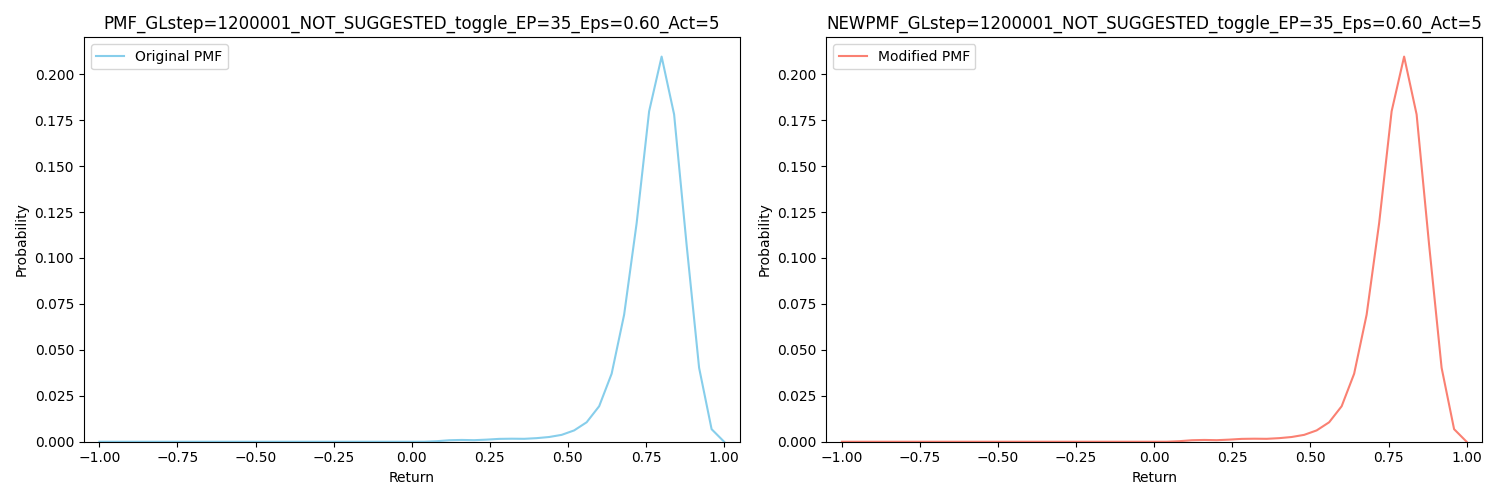 PMF_GLstep=1200001_NOT_SUGGESTED_toggle_EP=35_Eps=0.60_Act=5
Original PMF
Probability
0.200
0.175
0.150
0.125
0.100
0.075
0.050
0.025
0.000
−1.00 −0.75 −0.50 −0.25 0.00 0.25 0.50 0.75 1.00
Return
NEWPMF_GLstep=1200001_NOT_SUGGESTED_toggle_EP=35_Eps=0.60_Act=5
Modified PMF
Probability
0.200
0.175
0.150
0.125
0.100
0.075
0.050
0.025
0.000
−1.00 −0.75 −0.50 −0.25 0.00 0.25 0.50 0.75 1.00
Return